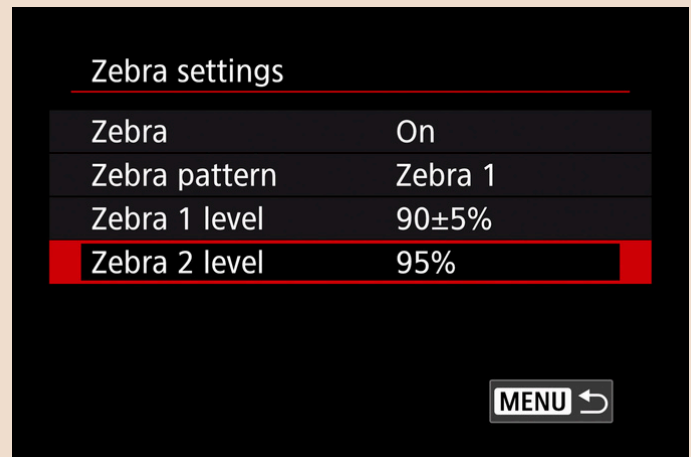 Zebra settings
Zebra On
Zebra pattern Zebra 1
Zebra 1 level 90±5%
Zebra 2 level 95%
MENU